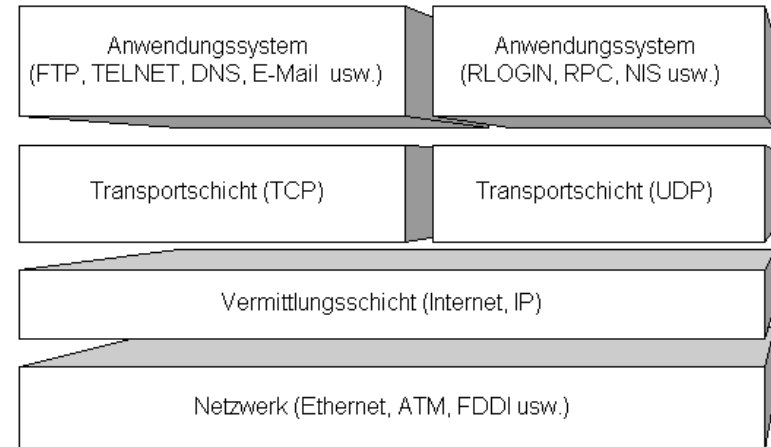 Anwendungssystem
(FTP, TELNET, DNS, E-Mail usw.)
Anwendungssystem
(RLOGIN, RPC, NIS usw.)
Transportschicht (TCP)
Transportschicht (UDP)
Vermittlungsschicht (Internet, IP)
Netzwerk (Ethernet, ATM, FDDI usw.)